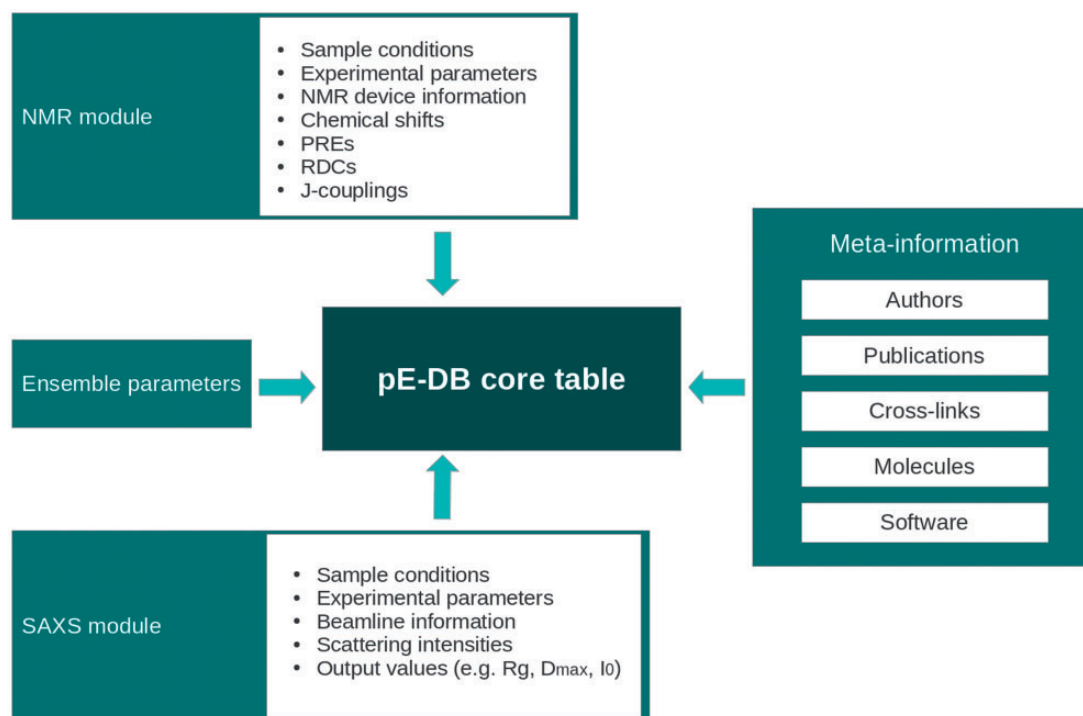 NMR module
• Sample conditions
• Experimental parameters
• NMR device information
• Chemical shifts
• PREs
• RDCs
• J-couplings
Ensemble parameters
pE-DB core table
Meta-information
Authors
Publications
Cross-links
Molecules
Software
SAXS module
• Sample conditions
• Experimental parameters
• Beamline information
• Scattering intensities
• Output values (e.g. Rg, Dmax, I0)